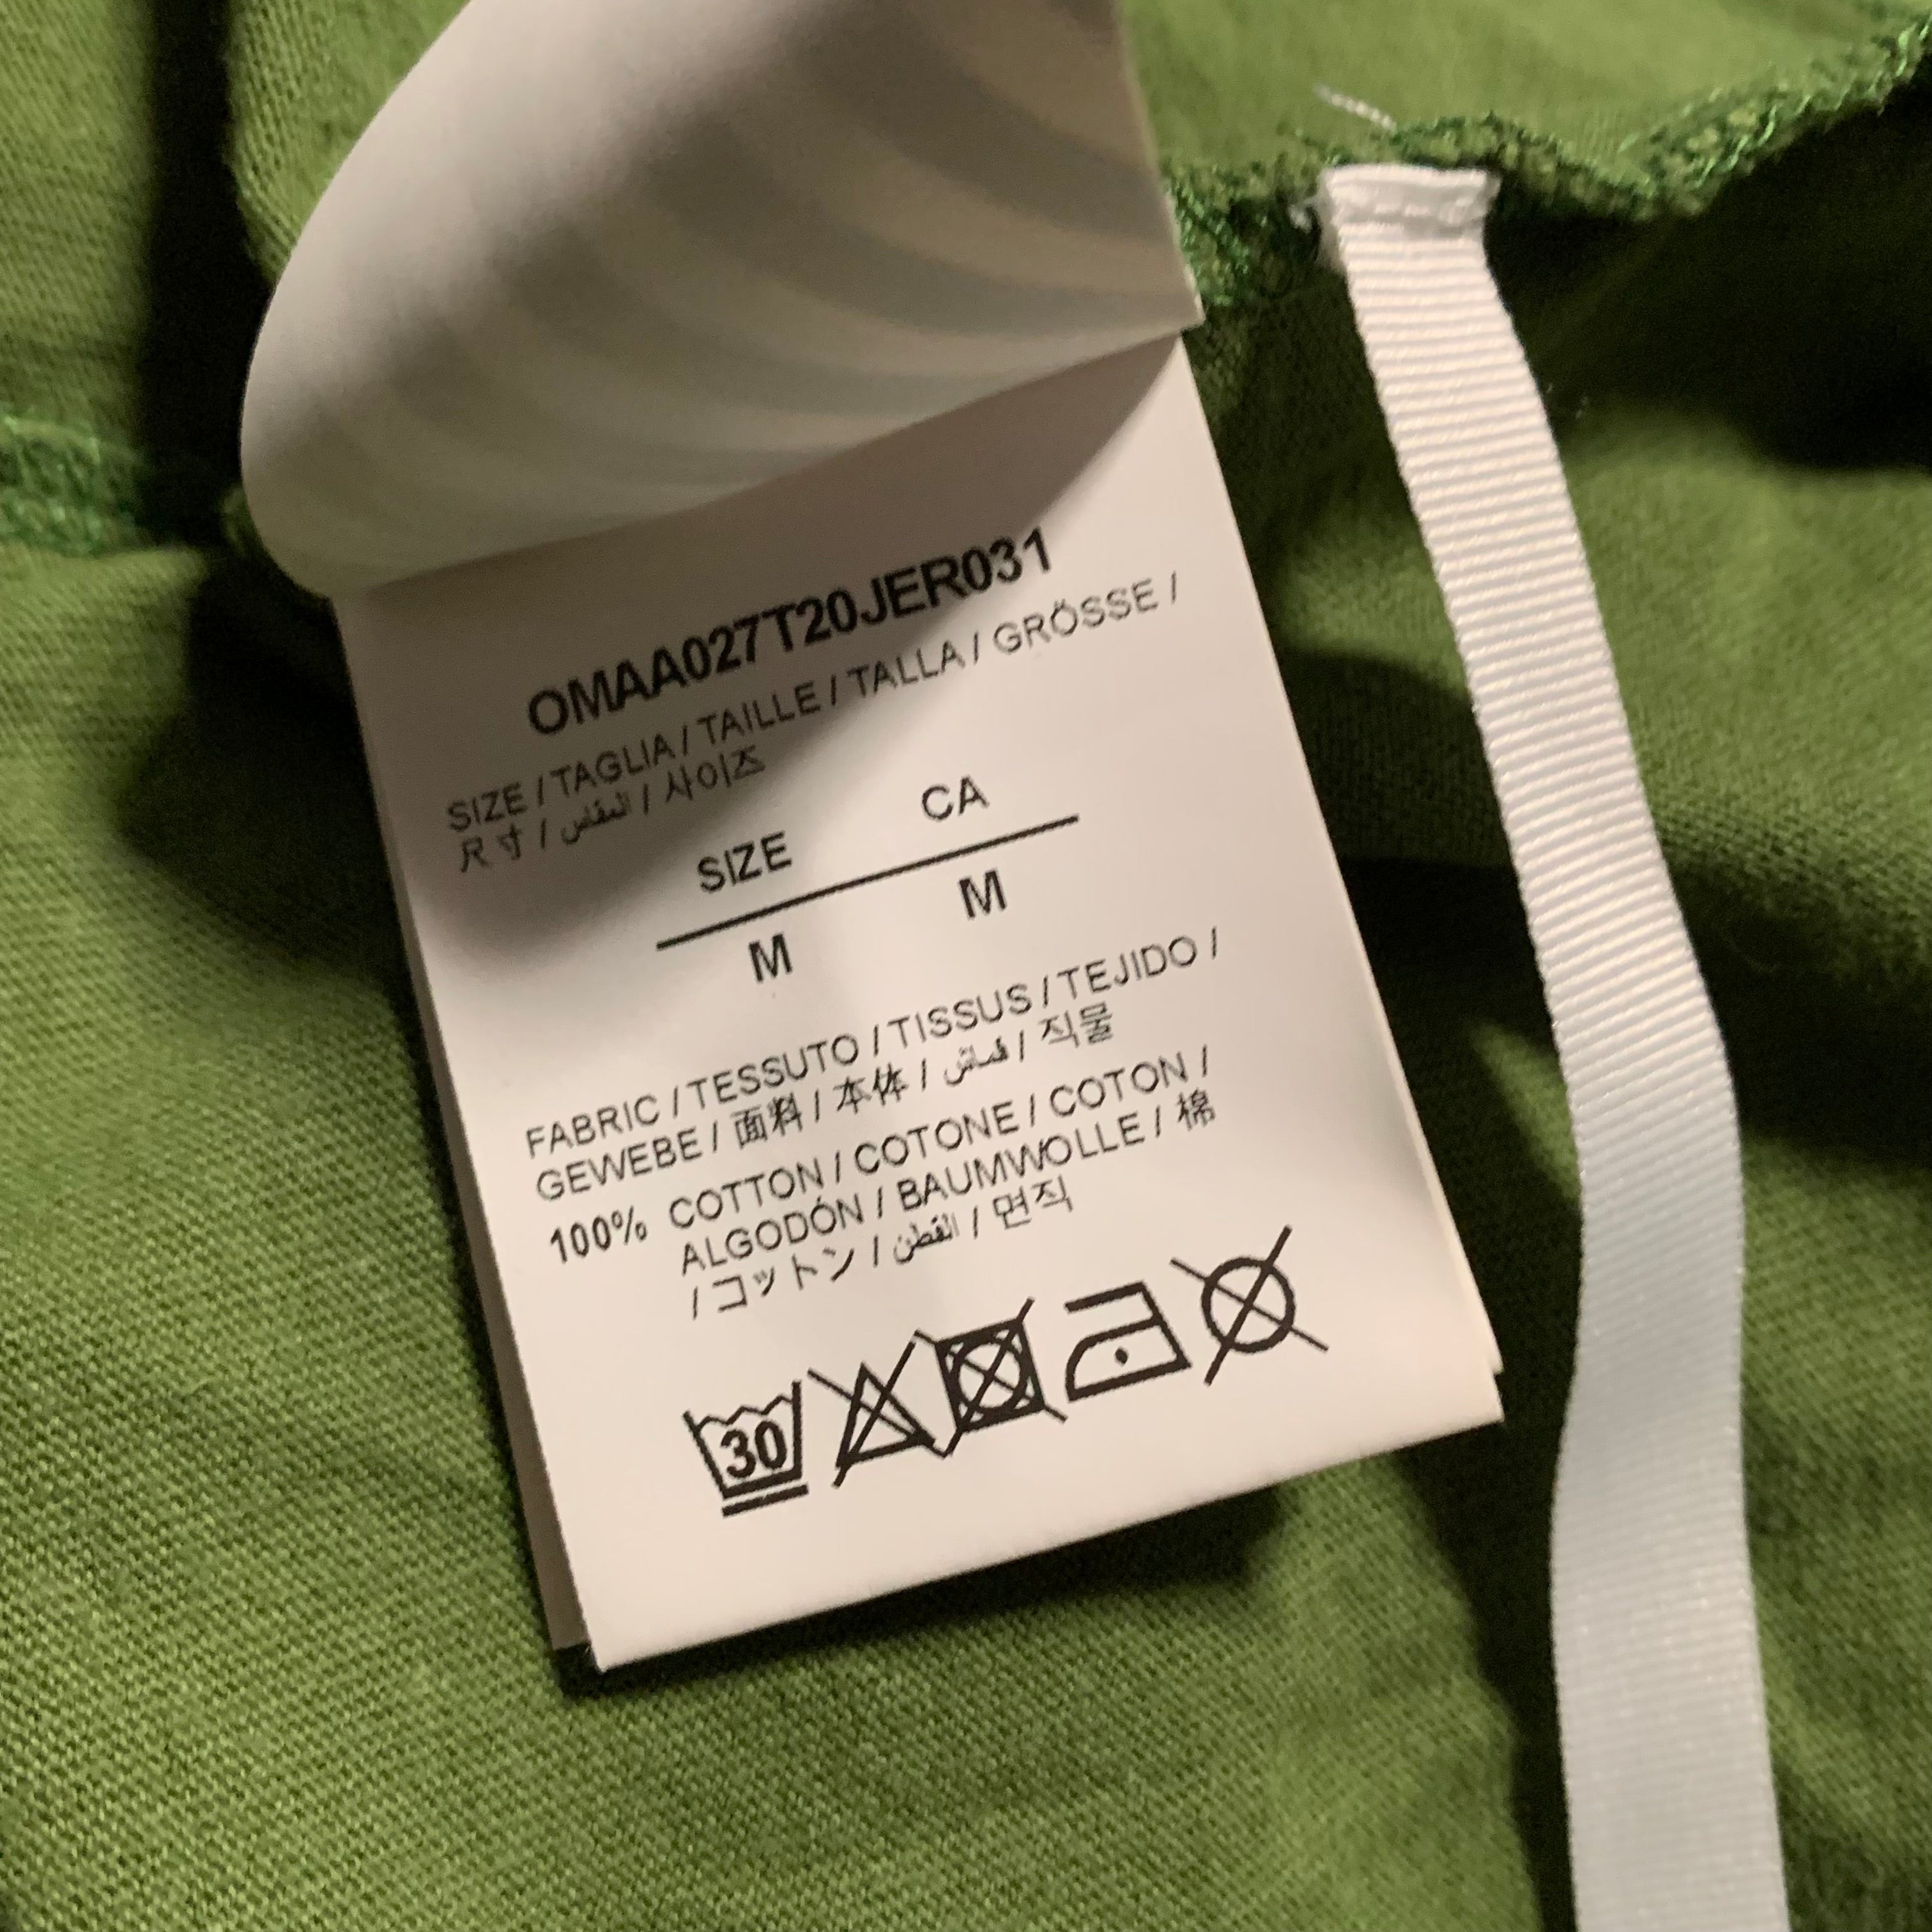 OMAA027T20JER031
SIZE / TAGLIA / TAILLE / TALLA / GRÖSSE /
尺寸 / المقاس / 사이즈
SIZE CA
M M
FABRIC / TESSUTO / TISSUS / TEJIDO /
GEWEBE / 面料 / 本体 / قماش / 직물
100% COTTON / COTONE / COTON /
ALGODÓN / BAUMWOLLE / 棉
/ コットン / القطن / 면직
30